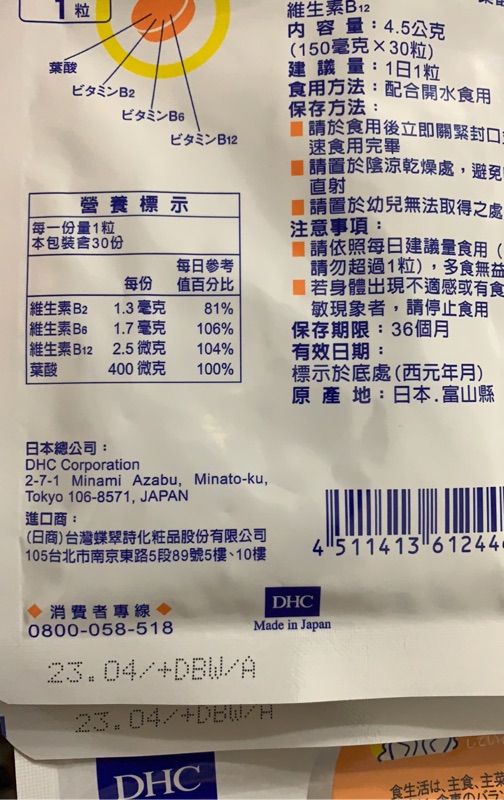 1 粒
葉酸
ビタミンB2
ビタミンB6
ビタミンB12
維生素B12
內 容 量：4.5公克
(150毫克×30粒)
建 議 量：1日1粒
食用方法：配合開水食用
保存方法：
請於食用後立即關緊封口
速食用完畢
請置於陰涼乾燥處，避免
直射
請置於幼兒無法取得之處
注意事項：
請依照每日建議量食用（
請勿超過1粒)，多食無益
若身體出現不適感或有食
敏現象者，請停止食用
保存期限：36個月
有效日期：
標示於底處(西元年月)
原 產 地：日本.富山縣
營 養 標 示
每一份量1粒
本包裝含30份
每份 每日參考值百分比
維生素B2 1.3 毫克 81%
維生素B6 1.7 毫克 106%
維生素B12 2.5 微克 104%
葉酸 400 微克 100%
日本總公司：
DHC Corporation
2-7-1 Minami Azabu, Minato-ku,
Tokyo 106-8571, JAPAN
進口商：
(日商)台灣蝶翠詩化粧品股份有限公司
105台北市南京東路5段89號5樓、10樓
4 511413 61244
消費者專線
0800-058-518
DHC
Made in Japan
23.04/+DBW/A
23.04/+DBW/A
DHC
食生活は、主食、主菜